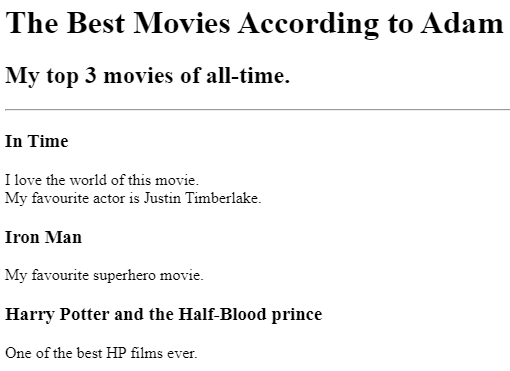 The Best Movies According to Adam
My top 3 movies of all-time.
In Time
I love the world of this movie.
My favourite actor is Justin Timberlake.
Iron Man
My favourite superhero movie.
Harry Potter and the Half-Blood prince
One of the best HP films ever.